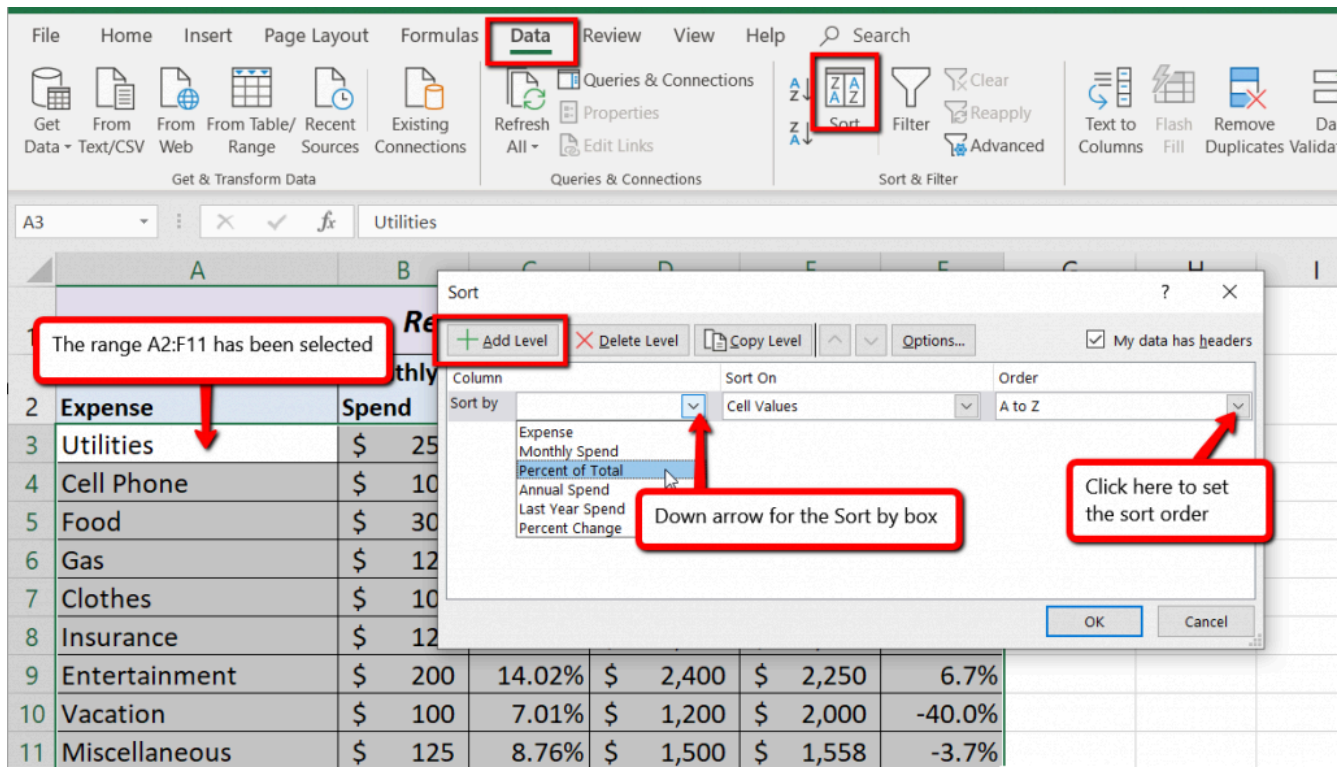 File Home Insert Page Layout Formulas Data Review View Help Search
Get Data From Text/CSV From Web From Table/ Range Recent Sources Existing Connections
Refresh All Queries & Connections Properties Edit Links
A Z Z A Z A A Z Sort Filter Clear Reapply Advanced
Text to Columns Flash Fill Remove Duplicates
Get & Transform Data Queries & Connections Sort & Filter
A3 fx Utilities
A B G H I
Sort ? X
1
The range A2:F11 has been selected
Add Level Delete Level Copy Level Options... My data has headers
Column Sort On Order
Sort by Cell Values A to Z
Expense
Monthly Spend
Percent of Total
Annual Spend
Last Year Spend
Percent Change
Down arrow for the Sort by box
Click here to set
the sort order
OK Cancel
2 Expense Spend
3 Utilities $ 25
4 Cell Phone $ 10
5 Food $ 30
6 Gas $ 12
7 Clothes $ 10
8 Insurance $ 12
9 Entertainment $ 200 14.02% $ 2,400 $ 2,250 6.7%
10 Vacation $ 100 7.01% $ 1,200 $ 2,000 -40.0%
11 Miscellaneous $ 125 8.76% $ 1,500 $ 1,558 -3.7%